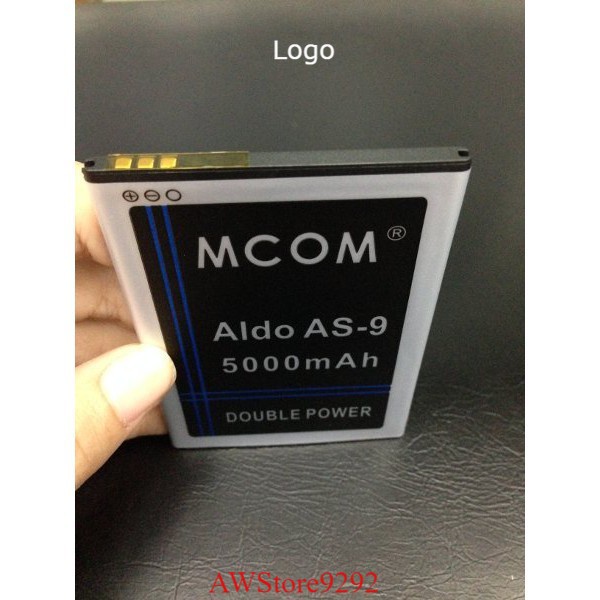 Logo
⊕⊖○
MCOM®
Aldo AS-9
5000mAh
DOUBLE POWER
AWStore9292